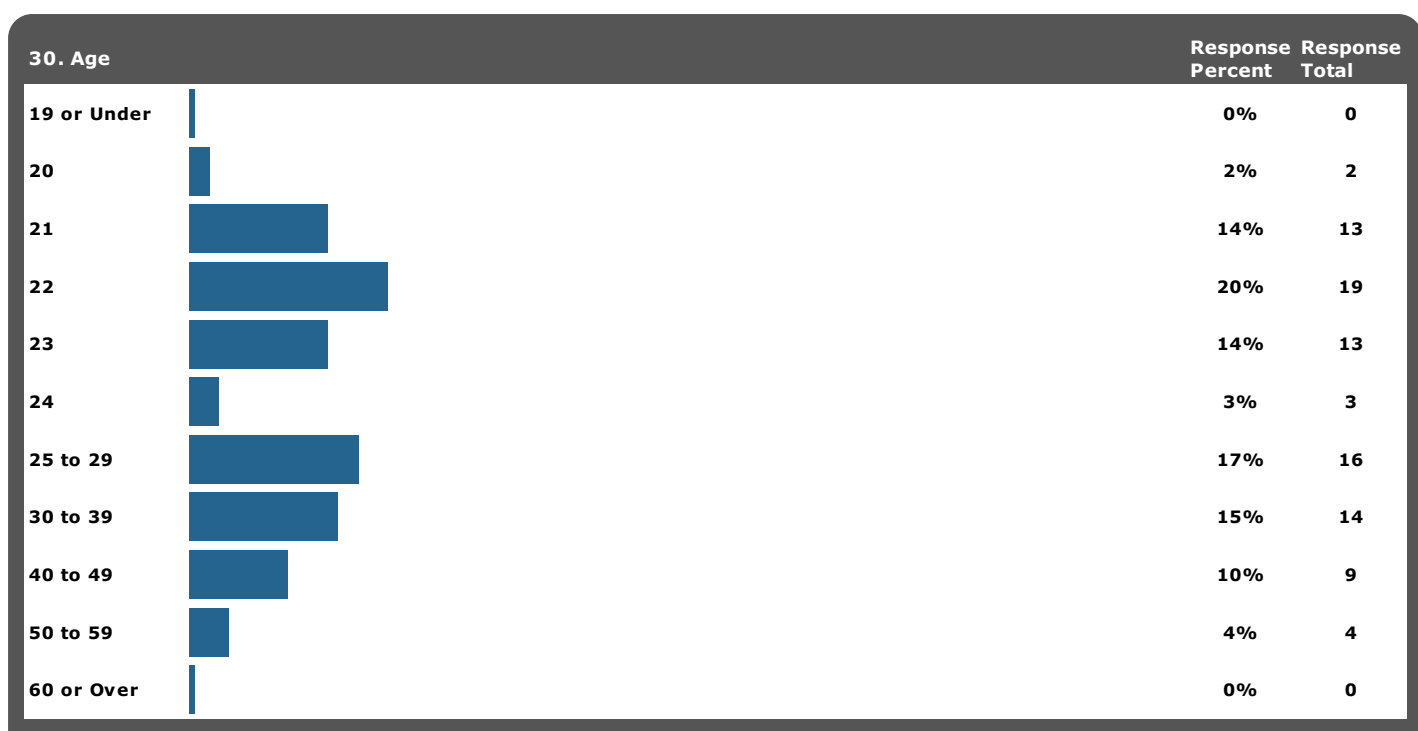 30. Age Response Percent Response Total
19 or Under 0% 0
20 2% 2
21 14% 13
22 20% 19
23 14% 13
24 3% 3
25 to 29 17% 16
30 to 39 15% 14
40 to 49 10% 9
50 to 59 4% 4
60 or Over 0% 0